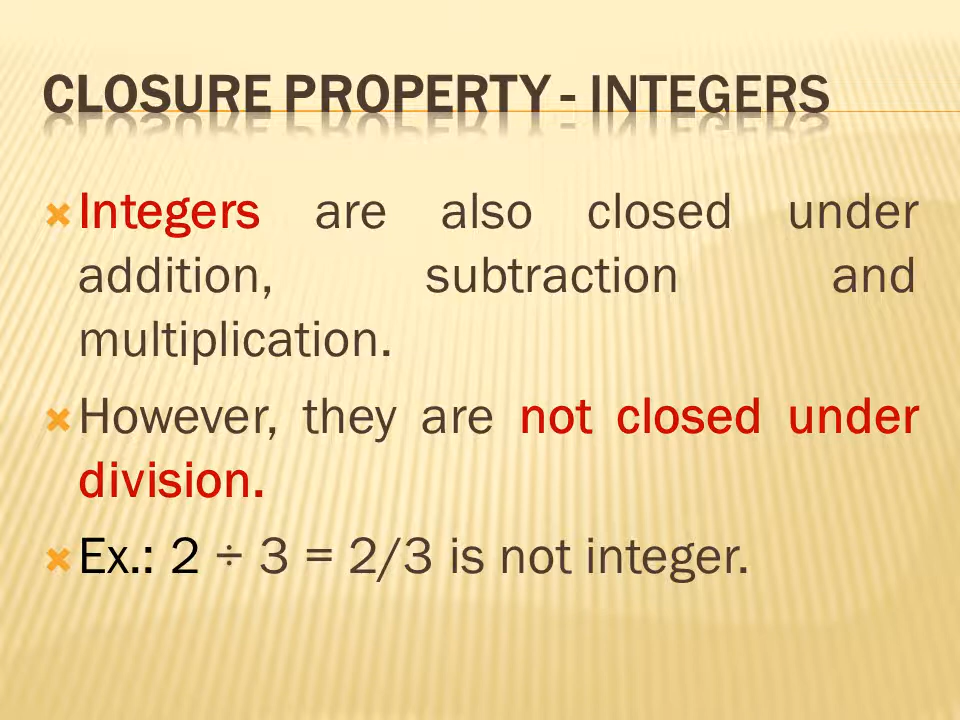 CLOSURE PROPERTY - INTEGERS
Integers are also closed under
addition, subtraction and
multiplication.
However, they are not closed under
division.
Ex.: 2 ÷ 3 = 2/3 is not integer.